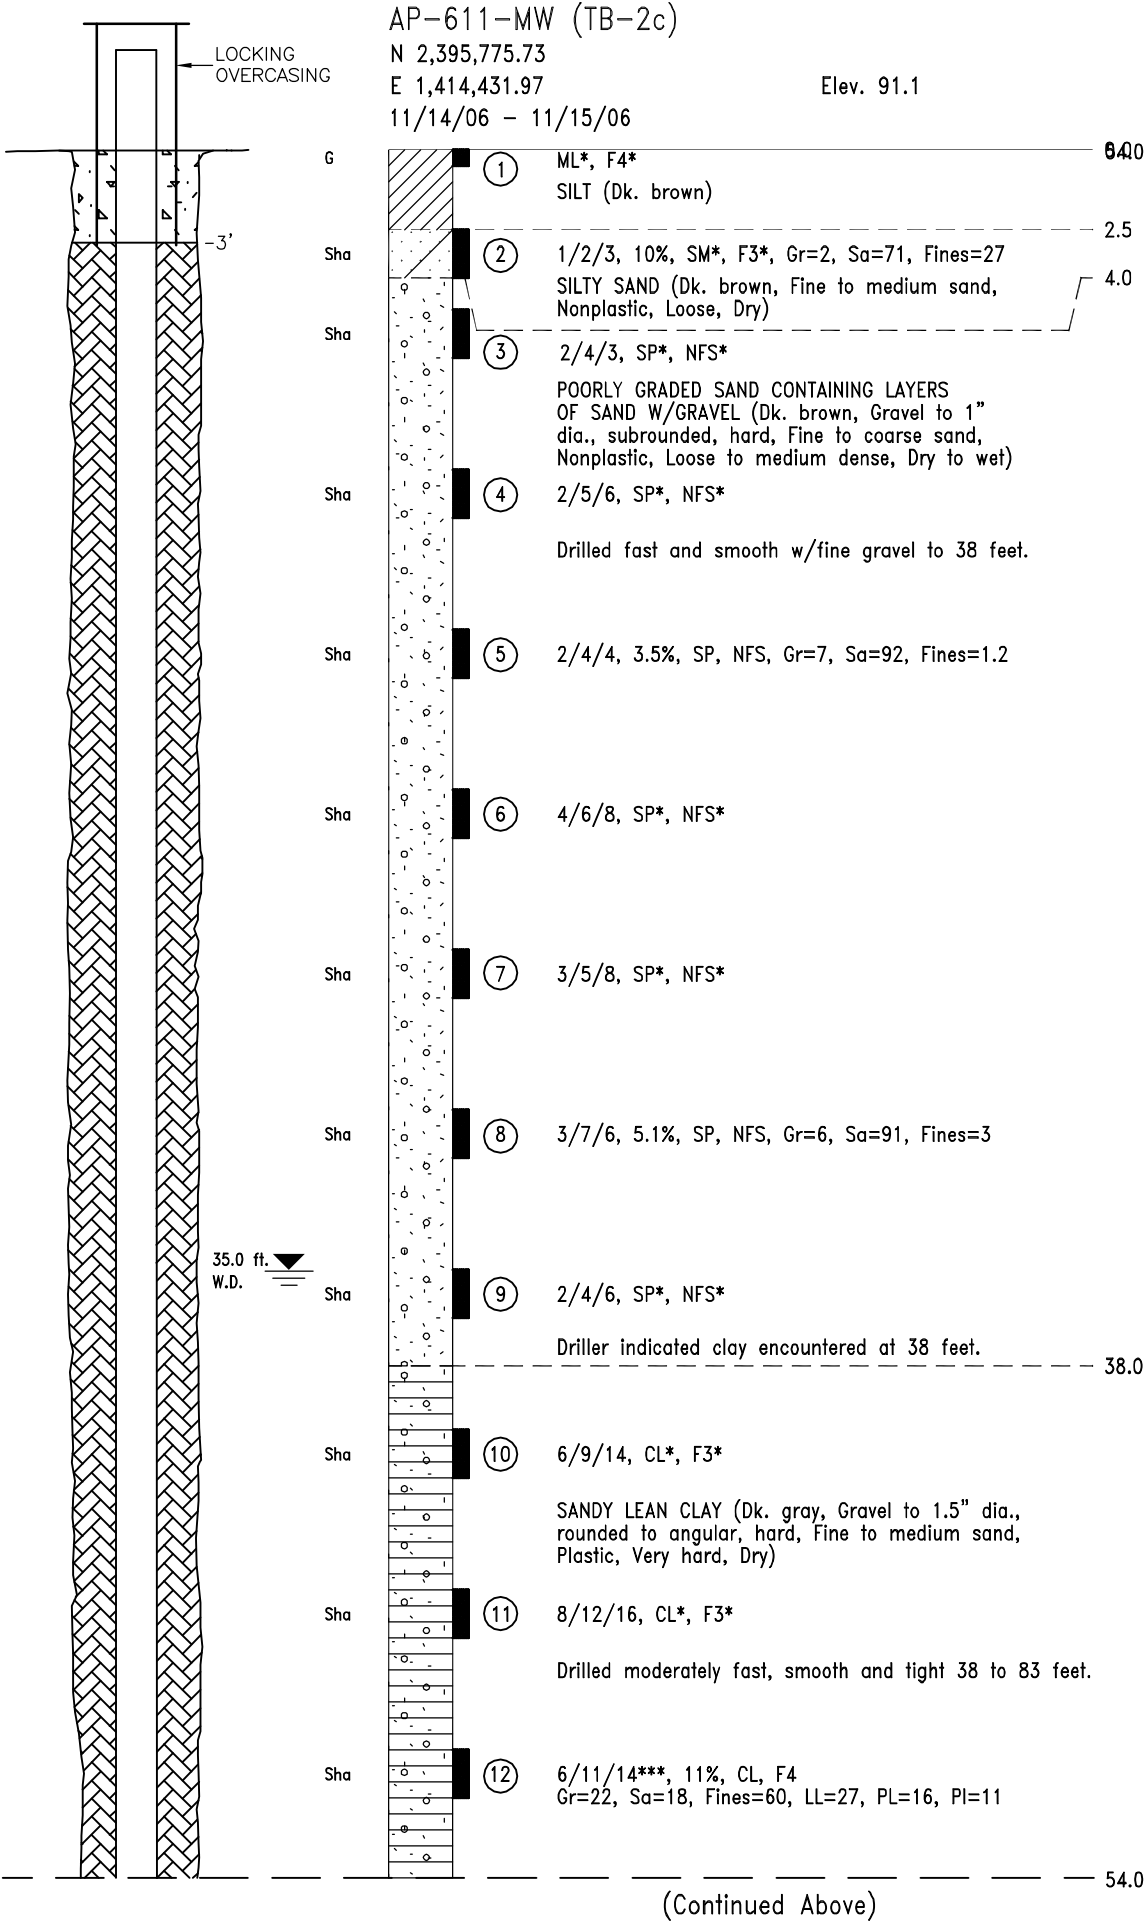 AP-611-MW (TB-2c)
N 2,395,775.73
E 1,414,431.97 Elev. 91.1
11/14/06 - 11/15/06
LOCKING
OVERCASING
-3'
G 1 ML*, F4*
SILT (Dk. brown)
2.5
Sha 2 1/2/3, 10%, SM*, F3*, Gr=2, Sa=71, Fines=27
SILTY SAND (Dk. brown, Fine to medium sand,
Nonplastic, Loose, Dry)
4.0
Sha 3 2/4/3, SP*, NFS*
POORLY GRADED SAND CONTAINING LAYERS
OF SAND W/GRAVEL (Dk. brown, Gravel to 1"
dia., subrounded, hard, Fine to coarse sand,
Nonplastic, Loose to medium dense, Dry to wet)
Sha 4 2/5/6, SP*, NFS*
Drilled fast and smooth w/fine gravel to 38 feet.
Sha 5 2/4/4, 3.5%, SP, NFS, Gr=7, Sa=92, Fines=1.2
Sha 6 4/6/8, SP*, NFS*
Sha 7 3/5/8, SP*, NFS*
Sha 8 3/7/6, 5.1%, SP, NFS, Gr=6, Sa=91, Fines=3
35.0 ft.
W.D.
Sha 9 2/4/6, SP*, NFS*
Driller indicated clay encountered at 38 feet.
38.0
Sha 10 6/9/14, CL*, F3*
SANDY LEAN CLAY (Dk. gray, Gravel to 1.5" dia.,
rounded to angular, hard, Fine to medium sand,
Plastic, Very hard, Dry)
Sha 11 8/12/16, CL*, F3*
Drilled moderately fast, smooth and tight 38 to 83 feet.
Sha 12 6/11/14***, 11%, CL, F4
Gr=22, Sa=18, Fines=60, LL=27, PL=16, PI=11
54.0
(Continued Above)